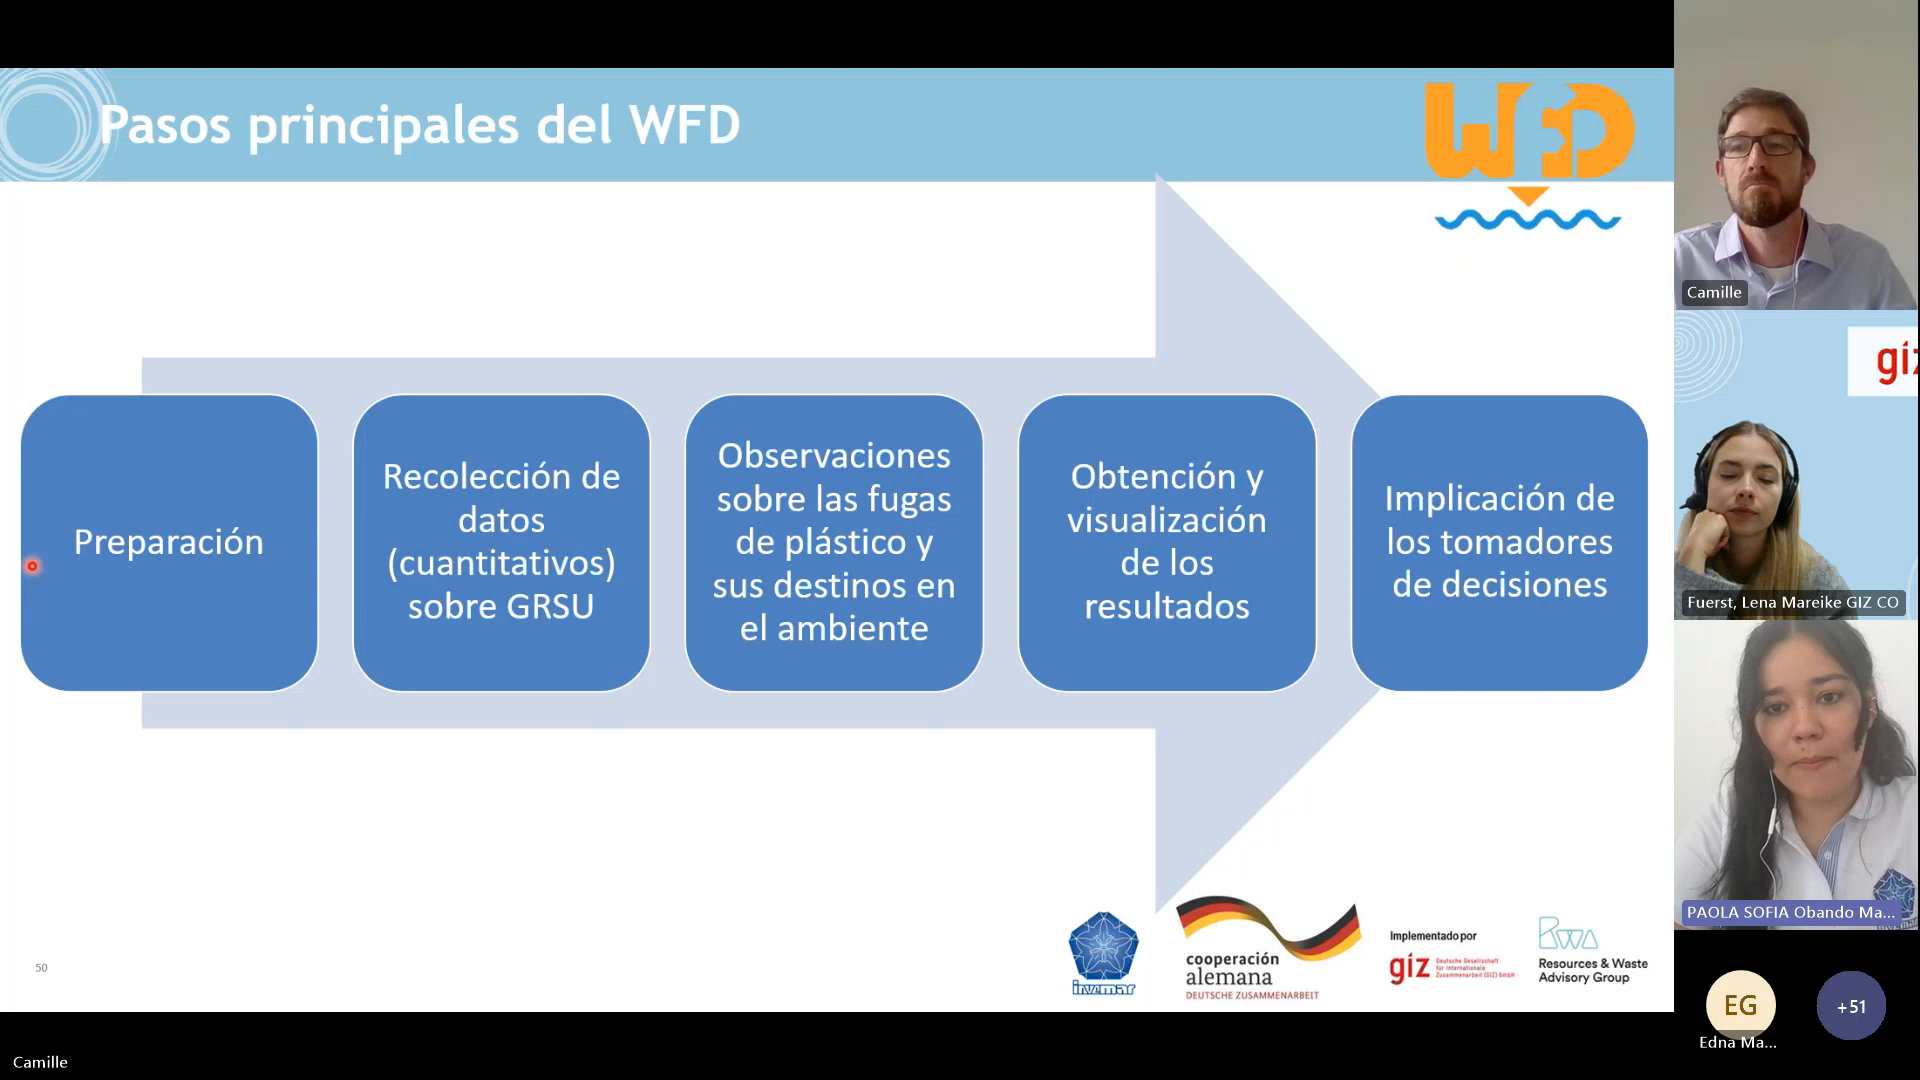 Pasos principales del WFD
WFD
Preparación
Recolección de
datos
(cuantitativos)
sobre GRSU
Observaciones
sobre las fugas
de plástico y
sus destinos en
el ambiente
Obtención y
visualización
de los
resultados
Implicación de
los tomadores
de decisiones
50
invemar
cooperación
alemana
DEUTSCHE ZUSAMMENARBEIT
Implementado por
giz
Deutsche Gesellschaft
für Internationale
Zusammenarbeit (GIZ) GmbH
RWA
Resources & Waste
Advisory Group
Camille
giz
Fuerst, Lena Mareike GIZ CO
PAOLA SOFIA Obando Ma...
EG
Edna Ma...
+51
Camille